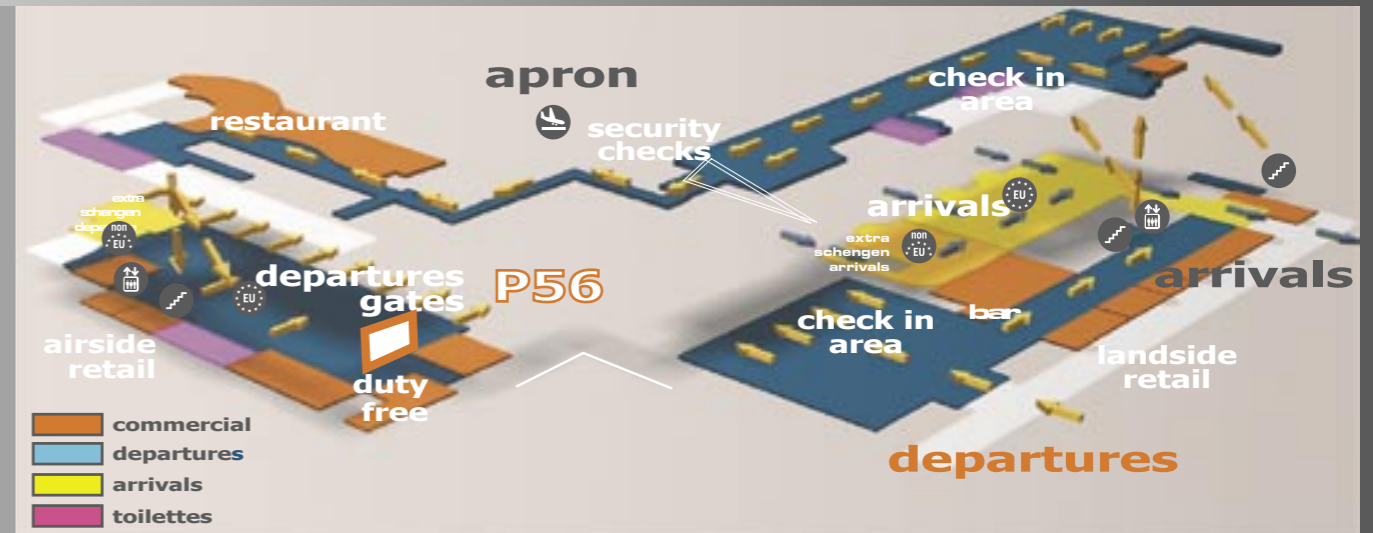 apron
check in
area
restaurant
security
checks
arrivals
EU
extra
schengen
departure
non
EU
extra
schengen
arrivals
non
EU
departures
gates
EU
P56
arrivals
bar
check in
area
airside
retail
landside
retail
duty
free
commercial
departures
arrivals
toilettes
departures